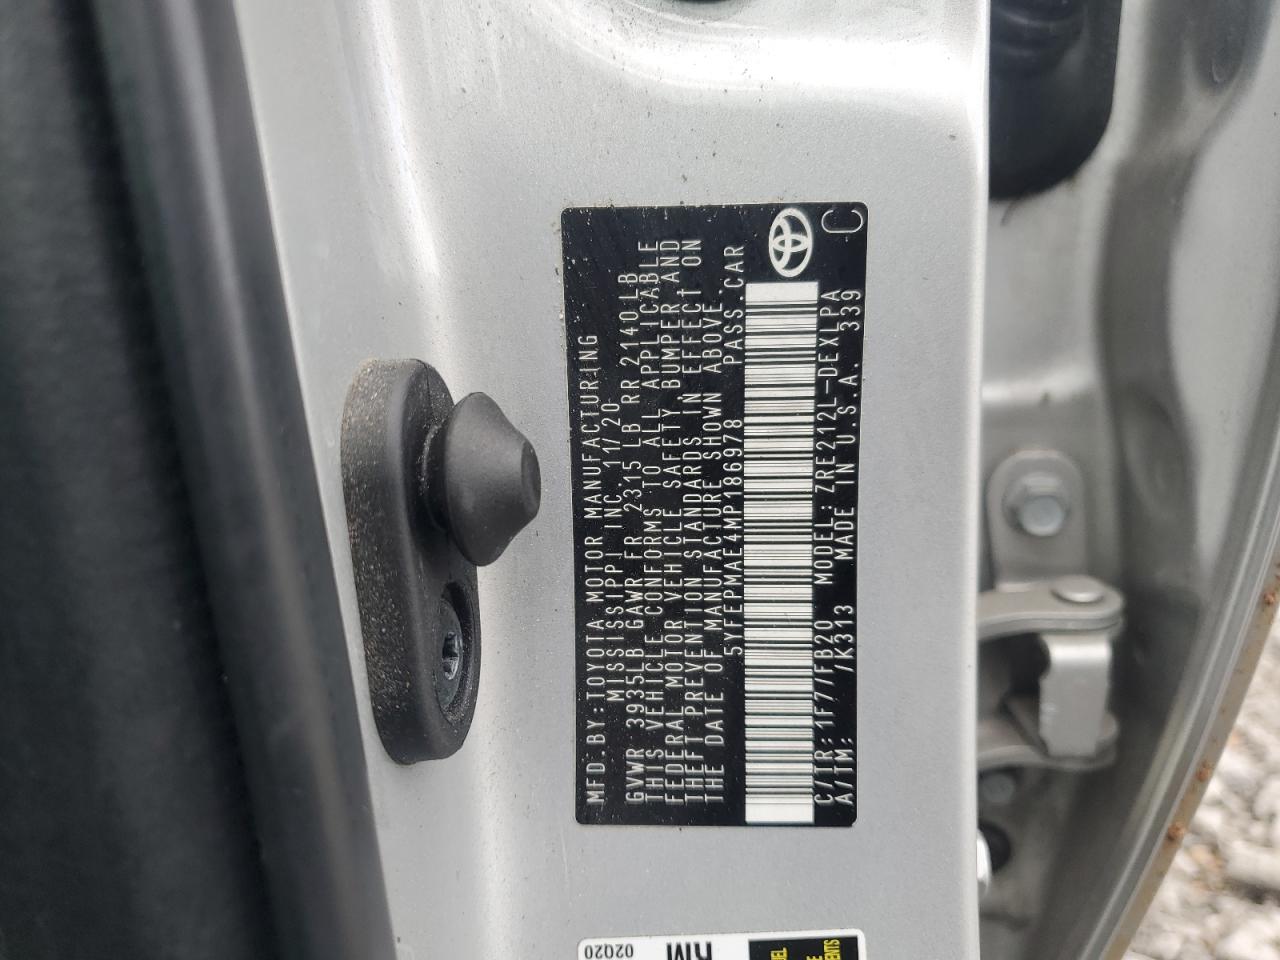 MFD.BY:TOYOTA MOTOR MANUFACTURING
MISSISSIPPI INC 11/20
GVWR 3935LB GAWR FR 2315 LB RR 2140 LB
THIS VEHICLE CONFORMS TO ALL APPLICABLE
FEDERAL MOTOR VEHICLE SAFETY, BUMPER AND
THEFT PREVENTION STANDARDS IN EFFECT ON
THE DATE OF MANUFACTURE SHOWN ABOVE.
5YFEPMAE4MP186978 PASS.CAR
C/TR:1F7/FB20 MODEL:ZRE212L-DEXLPA
A/TM: /K313 MADE IN U.S.A. 339
C
02Q20
RM